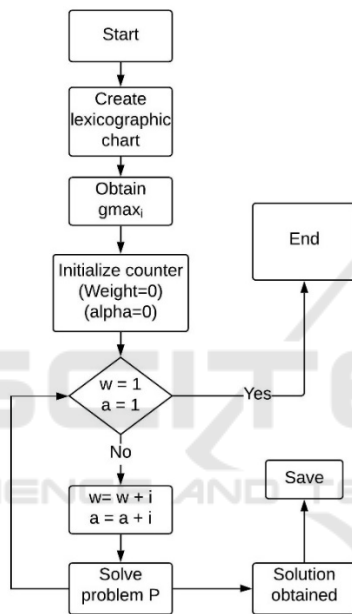 Start
Create
lexicographic
chart
Obtain
gmaxᵢ
End
Initialize counter
(Weight=0)
(alpha=0)
w = 1
a = 1
Yes
No
w= w + i
a = a + i
Save
Solve
problem P
Solution
obtained